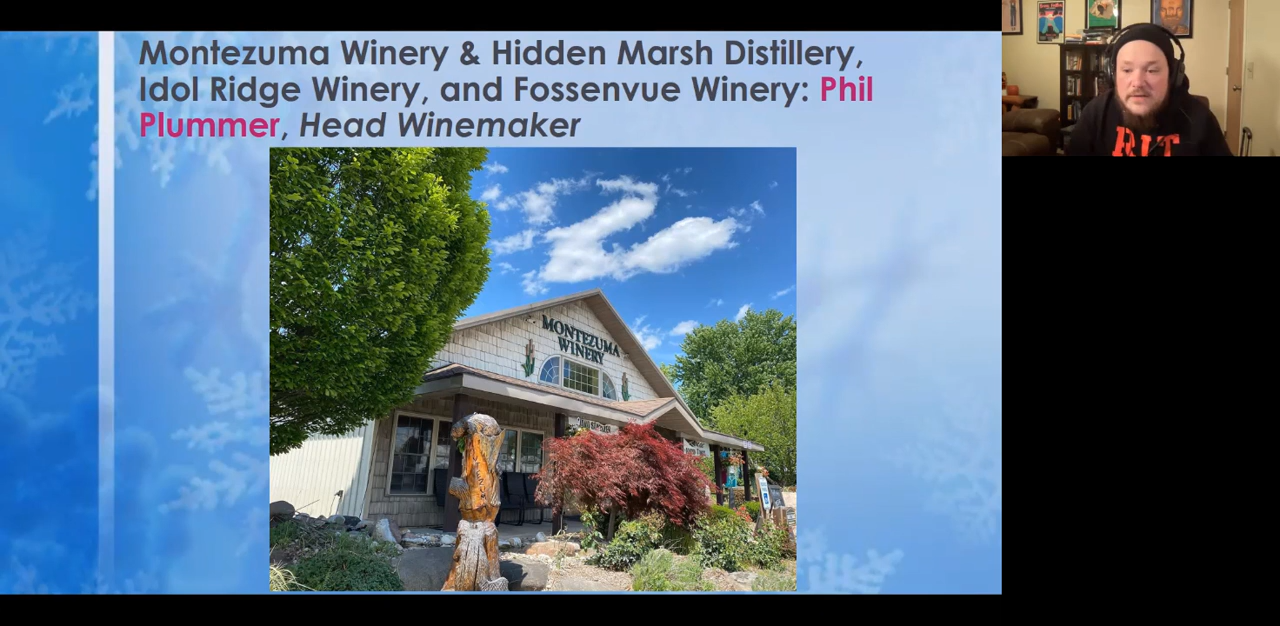 Montezuma Winery & Hidden Marsh Distillery,
Idol Ridge Winery, and Fossenvue Winery: Phil
Plummer, Head Winemaker
MONTEZUMA
WINERY
RIT